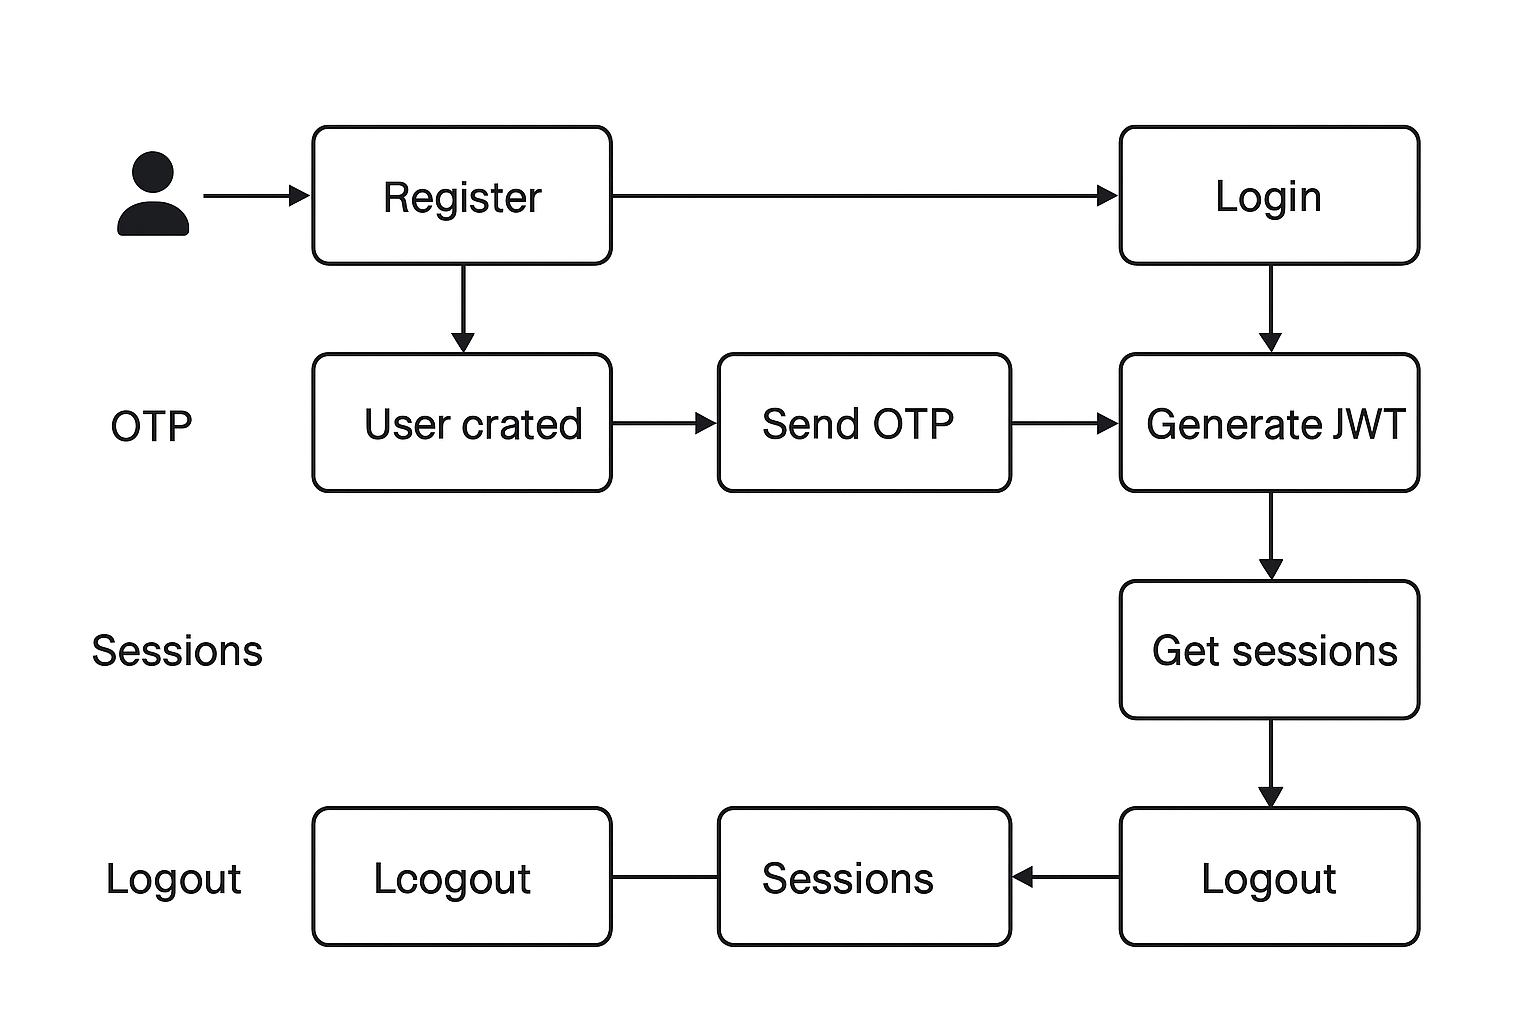 Register
Login
OTP
User crated
Send OTP
Generate JWT
Sessions
Get sessions
Logout
Lcogout
Sessions
Logout